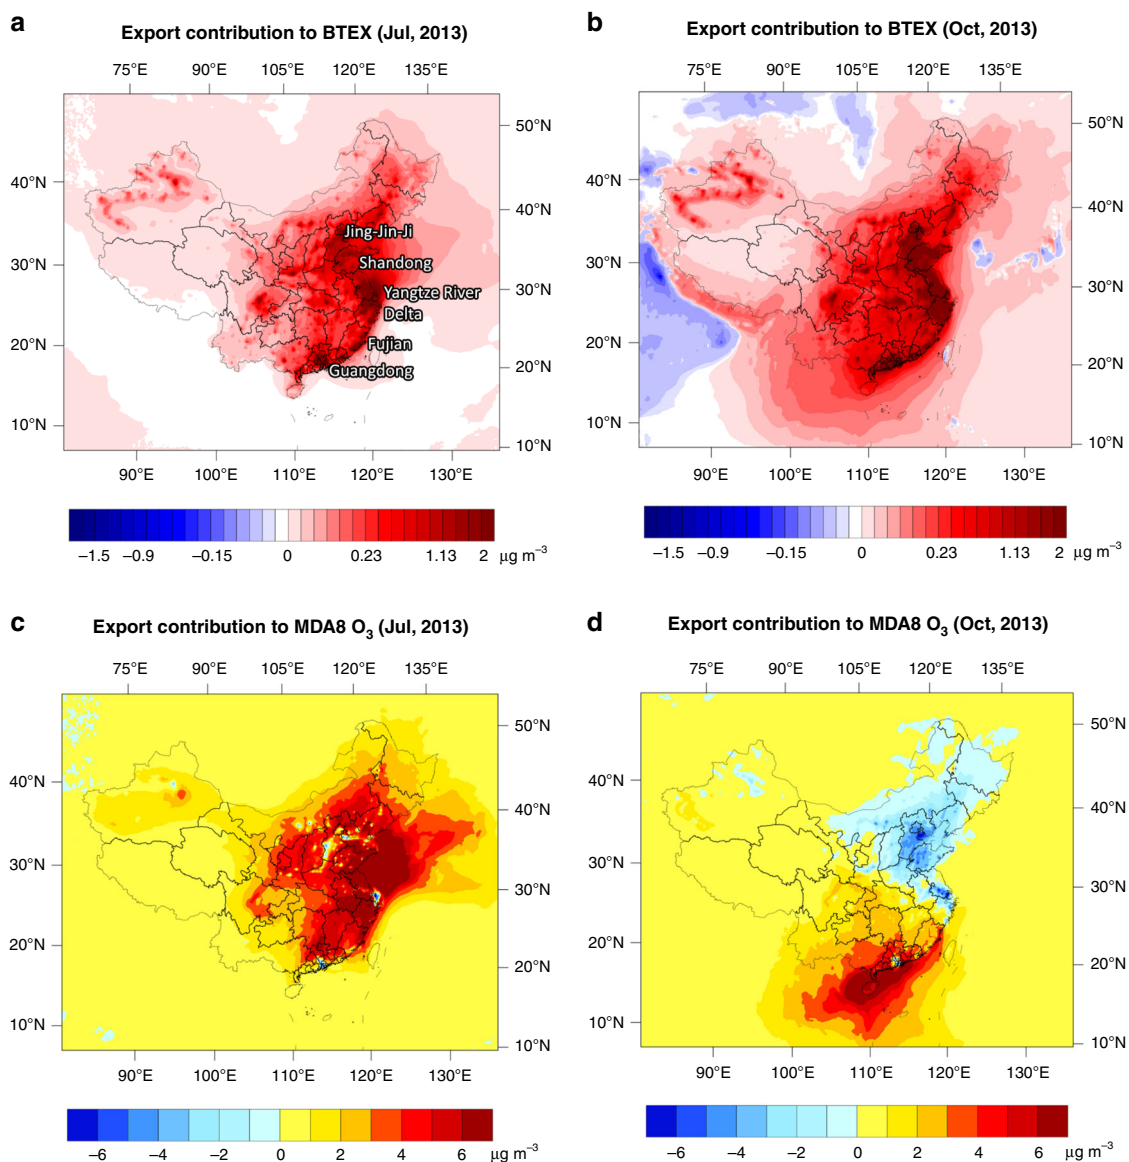 a
Export contribution to BTEX (Jul, 2013)
75°E 90°E 105°E 120°E 135°E
50°N
40°N
40°N
Jing-Jin-Ji
Shandong
30°N
Yangtze River
30°N
Delta
Fujian
20°N
Guangdong
20°N
10°N
10°N
90°E 100°E 110°E 120°E 130°E
−1.5 −0.9 −0.15 0 0.23 1.13 2 μg m−3
b
Export contribution to BTEX (Oct, 2013)
75°E 90°E 105°E 120°E 135°E
50°N
40°N
40°N
30°N
30°N
20°N
20°N
10°N
10°N
90°E 100°E 110°E 120°E 130°E
−1.5 −0.9 −0.15 0 0.23 1.13 2 μg m−3
c
Export contribution to MDA8 O3 (Jul, 2013)
75°E 90°E 105°E 120°E 135°E
50°N
40°N
40°N
30°N
30°N
20°N
20°N
10°N
10°N
90°E 100°E 110°E 120°E 130°E
−6 −4 −2 0 2 4 6 μg m−3
d
Export contribution to MDA8 O3 (Oct, 2013)
75°E 90°E 105°E 120°E 135°E
50°N
40°N
40°N
30°N
30°N
20°N
20°N
10°N
10°N
90°E 100°E 110°E 120°E 130°E
−6 −4 −2 0 2 4 6 μg m−3